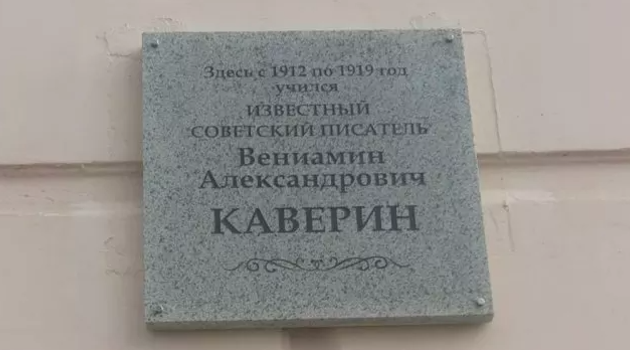 Здесь с 1912 по 1919 год
учился
ИЗВЕСТНЫЙ
СОВЕТСКИЙ ПИСАТЕЛЬ
Вениамин
Александрович
КАВЕРИН